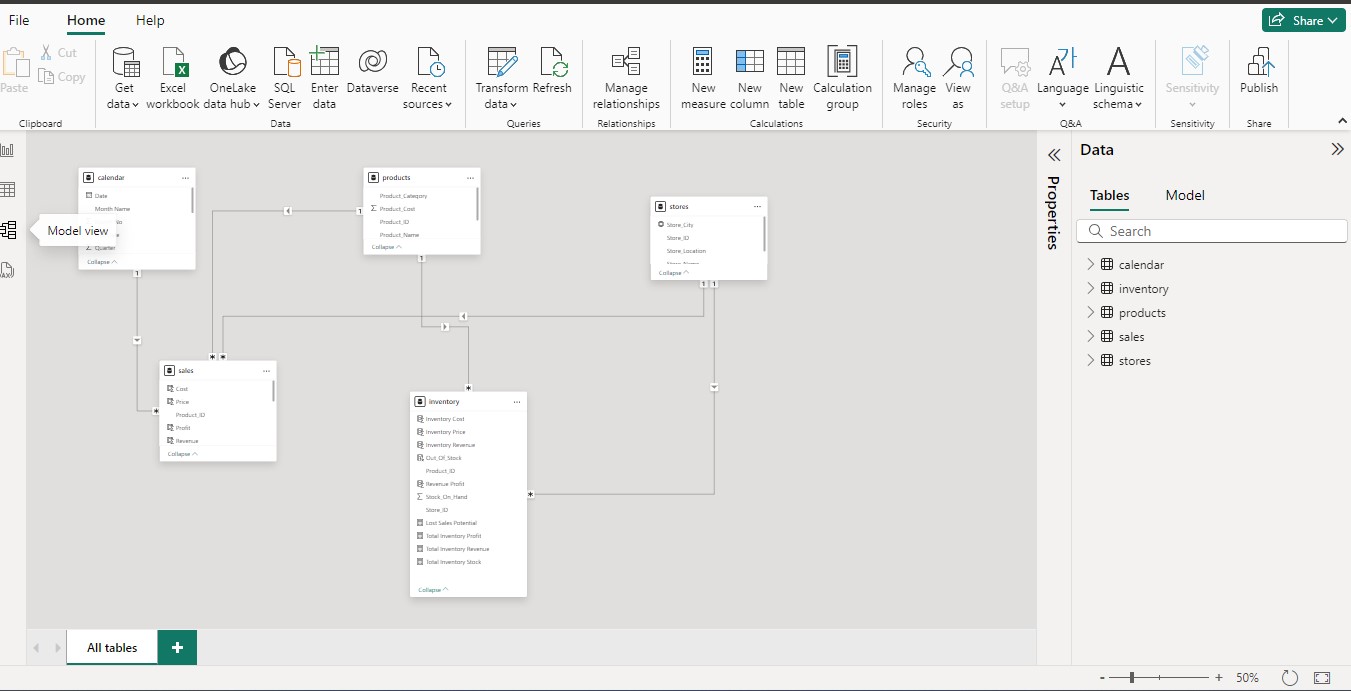 File
Home
Help
Share
Paste
Cut
Copy
Clipboard
Get data
Excel workbook
OneLake data hub
SQL Server
Enter data
Dataverse
Recent sources
Data
Transform data
Refresh
Queries
Manage relationships
Relationships
New measure
New column
New table
Calculation group
Calculations
Manage roles
View as
Security
Q&A setup
Language
Linguistic schema
Q&A
Sensitivity
Sensitivity
Publish
Share
calendar
Date
Month Name
Quarter
Collapse
Model view
products
Product_Category
Product_Cost
Product_ID
Product_Name
Collapse
stores
Store_City
Store_ID
Store_Location
Collapse
1
1
1
1
1
*
*
*
*
*
sales
Cost
Price
Product_ID
Profit
Revenue
Collapse
inventory
Inventory Cost
Inventory Price
Inventory Revenue
Out_Of_Stock
Product_ID
Revenue Profit
Stock_On_Hand
Store_ID
Lost Sales Potential
Total Inventory Profit
Total Inventory Revenue
Total Inventory Stock
Collapse
Properties
Data
Tables
Model
Search
calendar
inventory
products
sales
stores
All tables
+
- + 50%